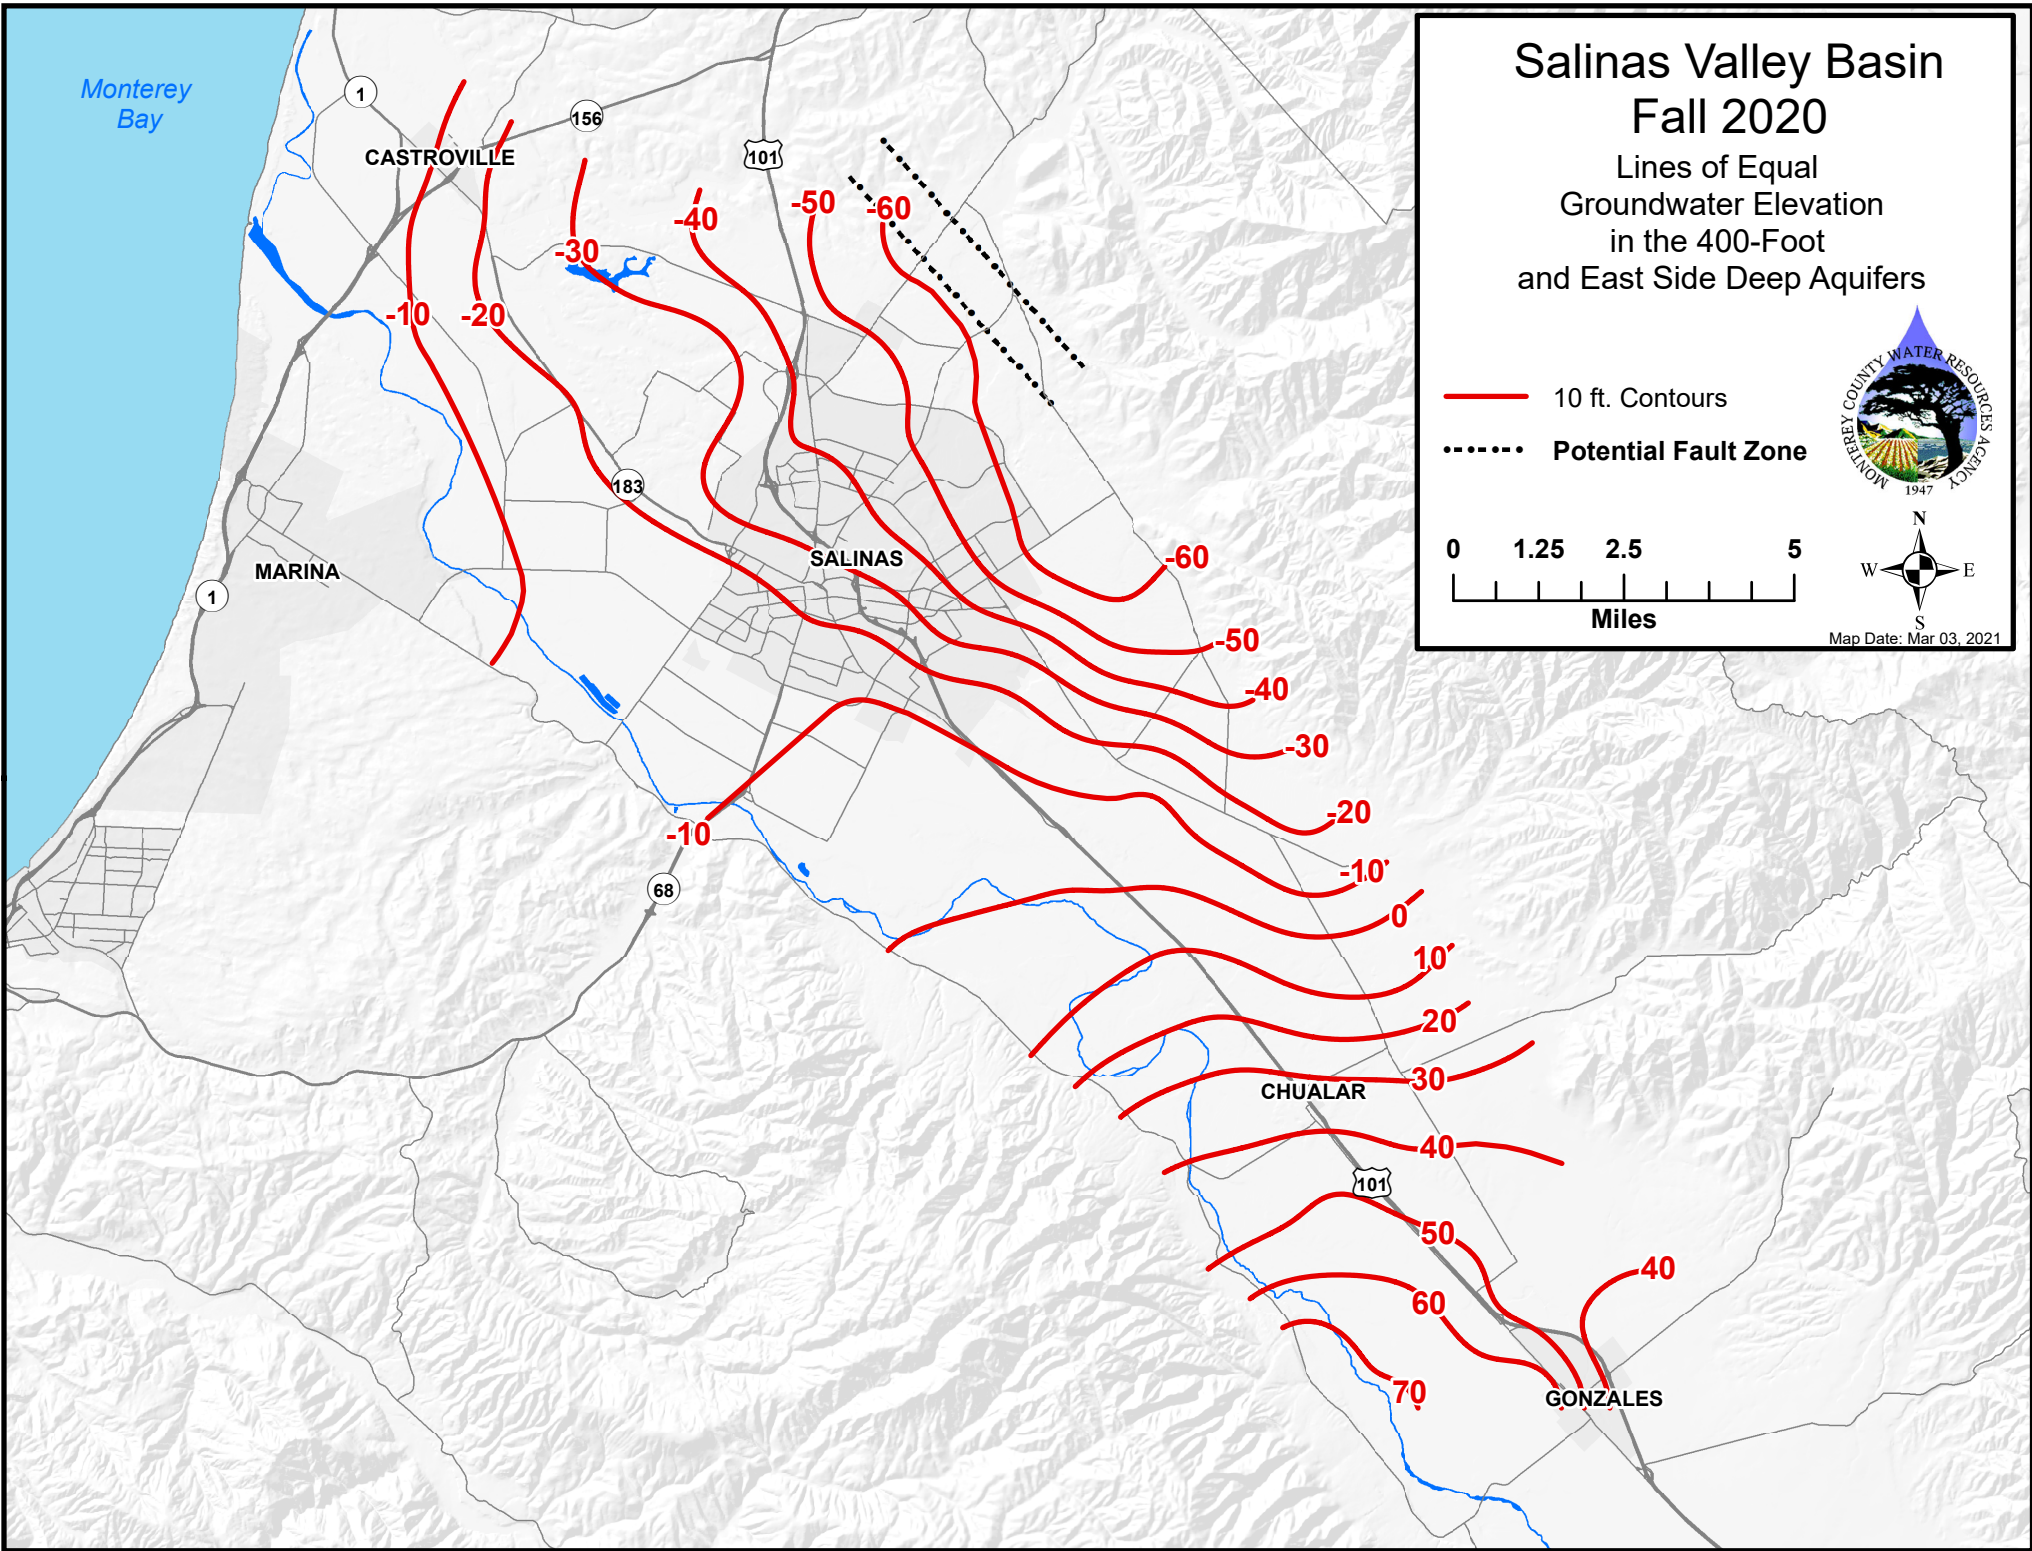 Salinas Valley Basin
Fall 2020
Lines of Equal
Groundwater Elevation
in the 400-Foot
and East Side Deep Aquifers
10 ft. Contours
Potential Fault Zone
MONTEREY COUNTY WATER RESOURCES AGENCY
1947
0 1.25 2.5 5
Miles
N
W E
S
Map Date: Mar 03, 2021
Monterey
Bay
1
156
101
CASTROVILLE
-50
-60
-40
-30
-10
-20
183
SALINAS
-60
MARINA
1
-50
-40
-30
-20
-10
-10
68
0
10
20
30
CHUALAR
40
101
50
40
60
70
GONZALES